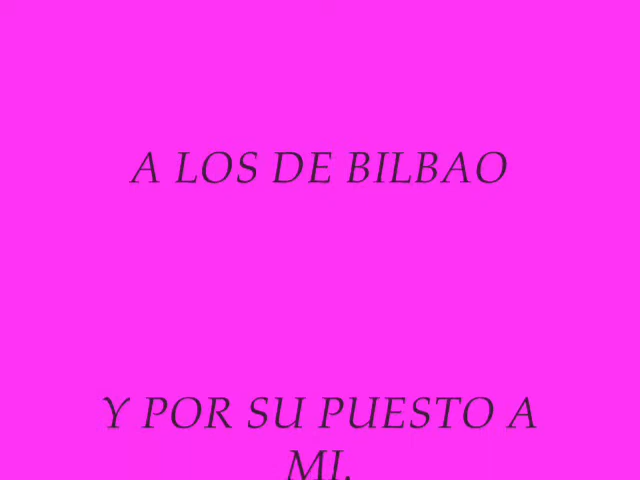 A LOS DE BILBAO
Y POR SU PUESTO A
MI.